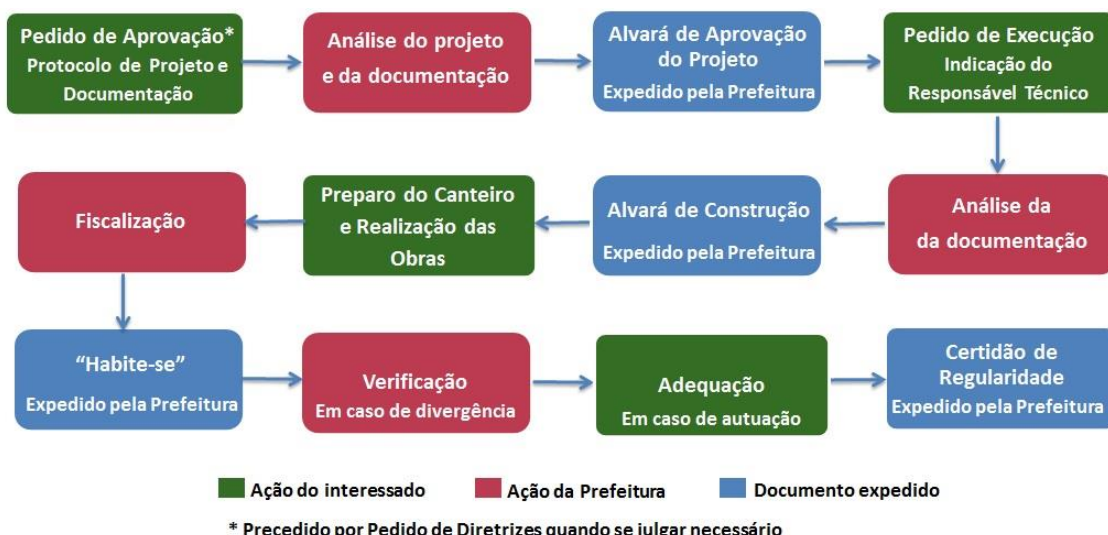 Pedido de Aprovação*
Protocolo de Projeto e
Documentação
Análise do projeto
e da documentação
Alvará de Aprovação
do Projeto
Expedido pela Prefeitura
Pedido de Execução
Indicação do
Responsável Técnico
Fiscalização
Preparo do Canteiro
e Realização das
Obras
Alvará de Construção
Expedido pela Prefeitura
Análise da
da documentação
“Habite-se”
Expedido pela Prefeitura
Verificação
Em caso de divergência
Adequação
Em caso de autuação
Certidão de
Regularidade
Expedido pela Prefeitura
Ação do interessado
Ação da Prefeitura
Documento expedido
* Precedido por Pedido de Diretrizes quando se julgar necessário